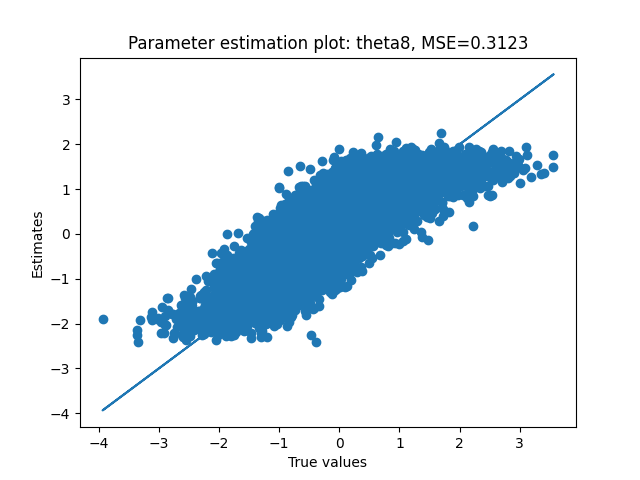 Parameter estimation plot: theta8, MSE=0.3123
3
2
1
0
−1
−2
−3
−4
Estimates
−4 −3 −2 −1 0 1 2 3
True values